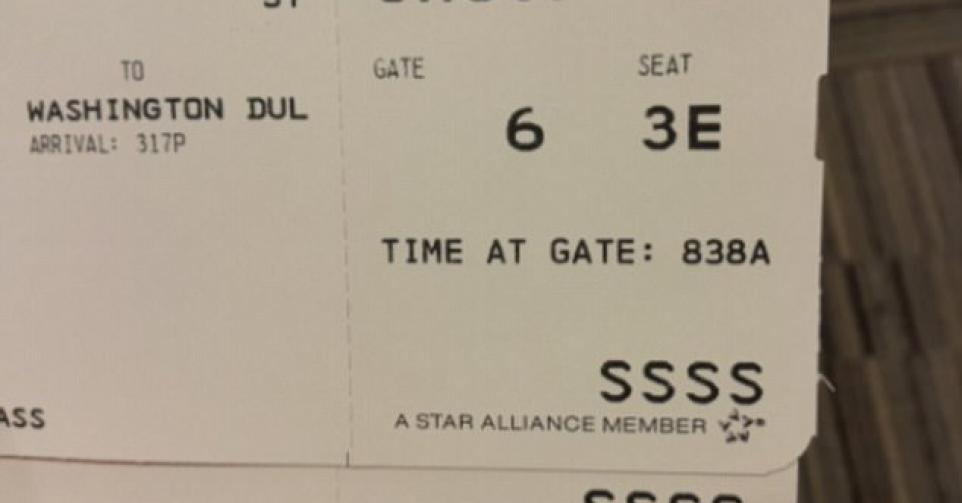 TO
WASHINGTON DUL
ARRIVAL: 317P
GATE SEAT
6 3E
TIME AT GATE: 838A
SSSS
A STAR ALLIANCE MEMBER
ASS